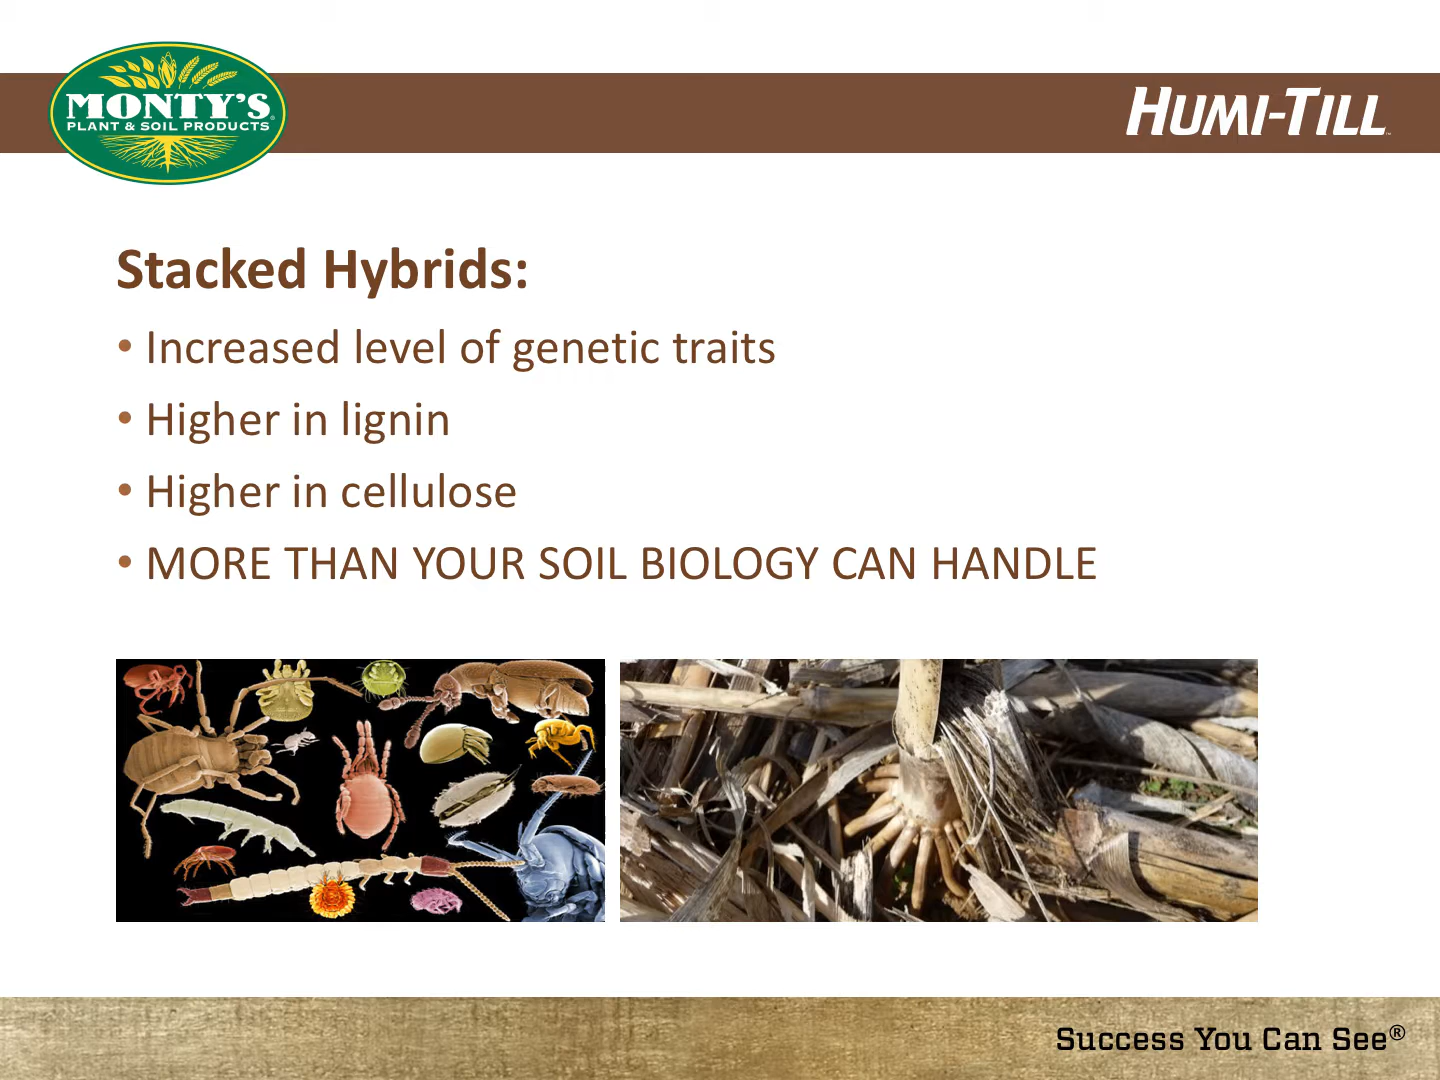 MONTY'S®
PLANT & SOIL PRODUCTS
HUMI-TILL™
Stacked Hybrids:
• Increased level of genetic traits
• Higher in lignin
• Higher in cellulose
• MORE THAN YOUR SOIL BIOLOGY CAN HANDLE
Success You Can See®